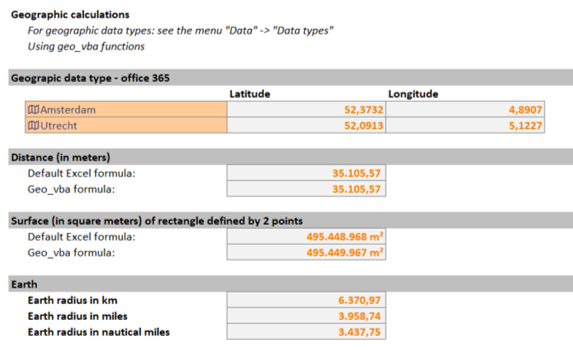 Geographic calculations
For geographic data types: see the menu "Data" -> "Data types"
Using geo_vba functions
Geograpic data type - office 365
Latitude Longitude
Amsterdam 52,3732 4,8907
Utrecht 52,0913 5,1227
Distance (in meters)
Default Excel formula: 35.105,57
Geo_vba formula: 35.105,57
Surface (in square meters) of rectangle defined by 2 points
Default Excel formula: 495.448.968 m²
Geo_vba formula: 495.449.967 m²
Earth
Earth radius in km 6.370,97
Earth radius in miles 3.958,74
Earth radius in nautical miles 3.437,75